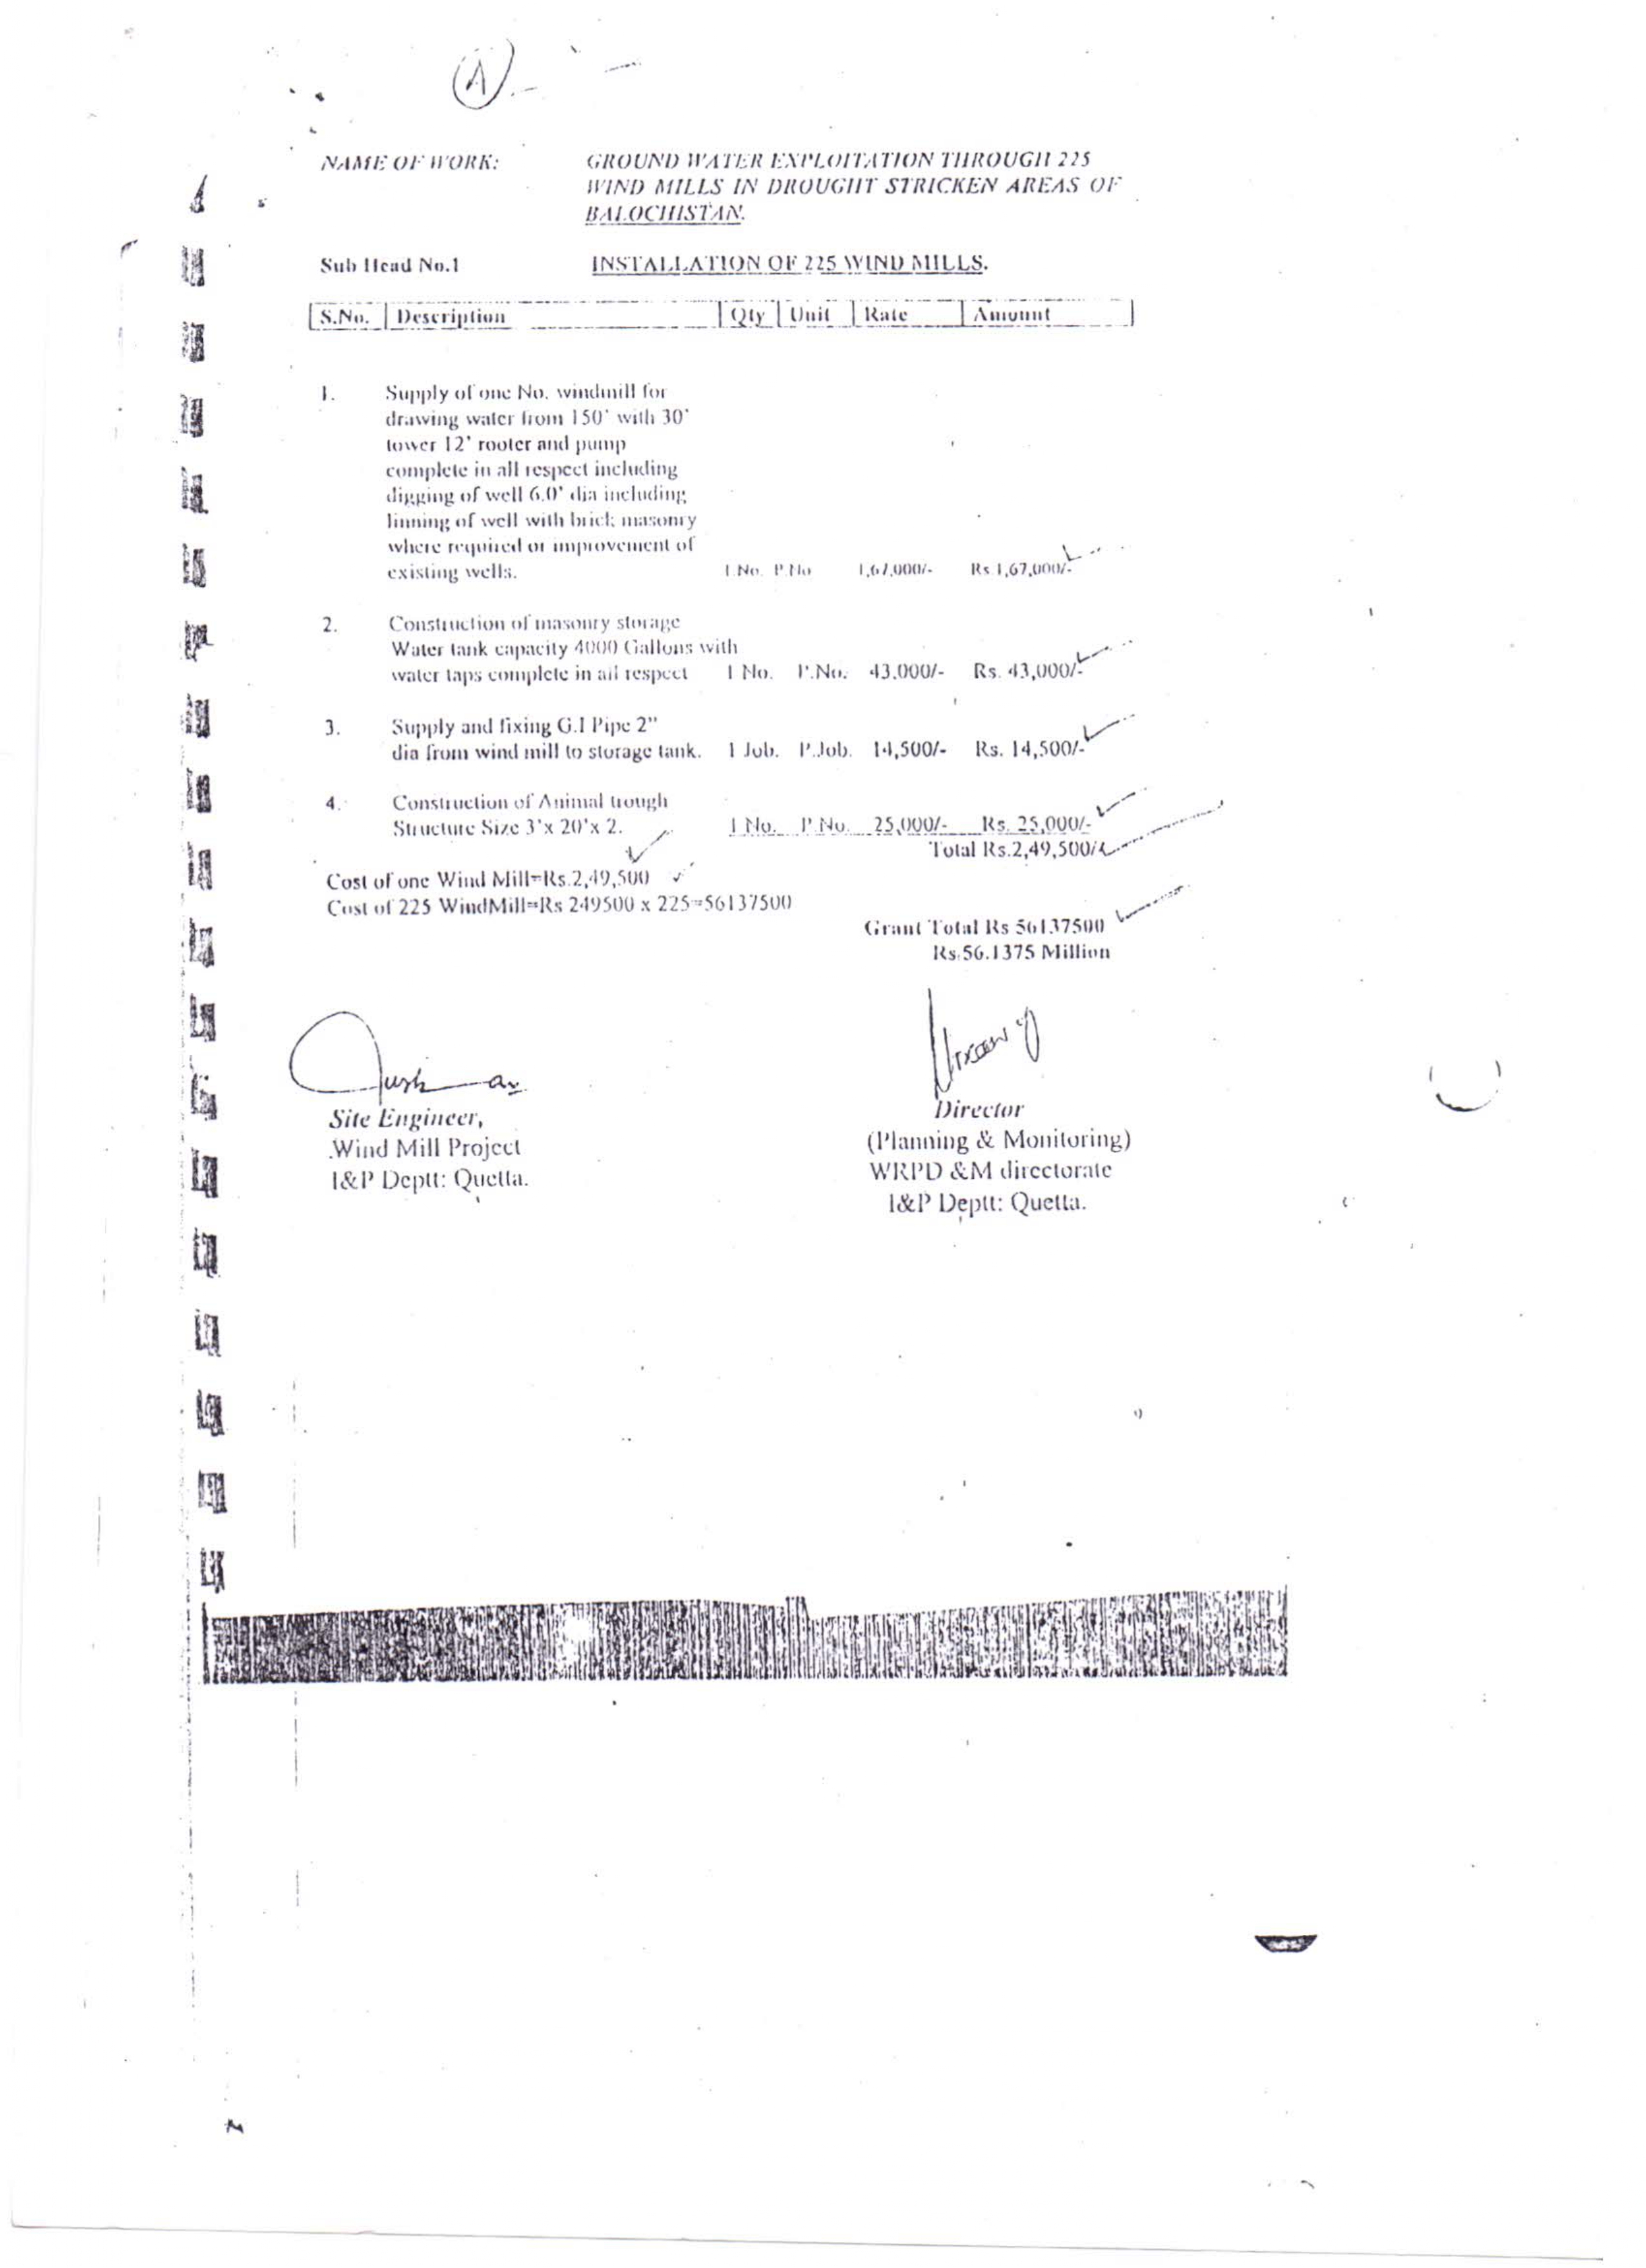 A
NAME OF WORK: GROUND WATER EXPLOITATION THROUGH 225
WIND MILLS IN DROUGHT STRICKEN AREAS OF
BALOCHISTAN.
Sub Head No.1 INSTALLATION OF 225 WIND MILLS.
S.No. Description Qty Unit Rate Amount
1. Supply of one No. windmill for
drawing water from 150' with 30'
tower 12' rooter and pump
complete in all respect including
digging of well 6.0' dia including
linning of well with brick masonry
where required or improvement of
existing wells. 1 No. P.No 1,67,000/- Rs 1,67,000/-
2. Construction of masonry storage
Water tank capacity 4000 Gallons with
water taps complete in all respect 1 No. P.No. 43,000/- Rs. 43,000/-
3. Supply and fixing G.I Pipe 2"
dia from wind mill to storage tank. 1 Job. P.Job. 14,500/- Rs. 14,500/-
4. Construction of Animal trough
Structure Size 3'x 20'x 2. 1 No. P.No. 25,000/- Rs. 25,000/-
Total Rs.2,49,500/-
Cost of one Wind Mill=Rs.2,49,500
Cost of 225 WindMill=Rs 249500 x 225=56137500
Grant Total Rs 56137500
Rs.56.1375 Million
Site Engineer,
Wind Mill Project
I&P Deptt: Quetta.
Director
(Planning & Monitoring)
WRPD &M directorate
I&P Deptt: Quetta.